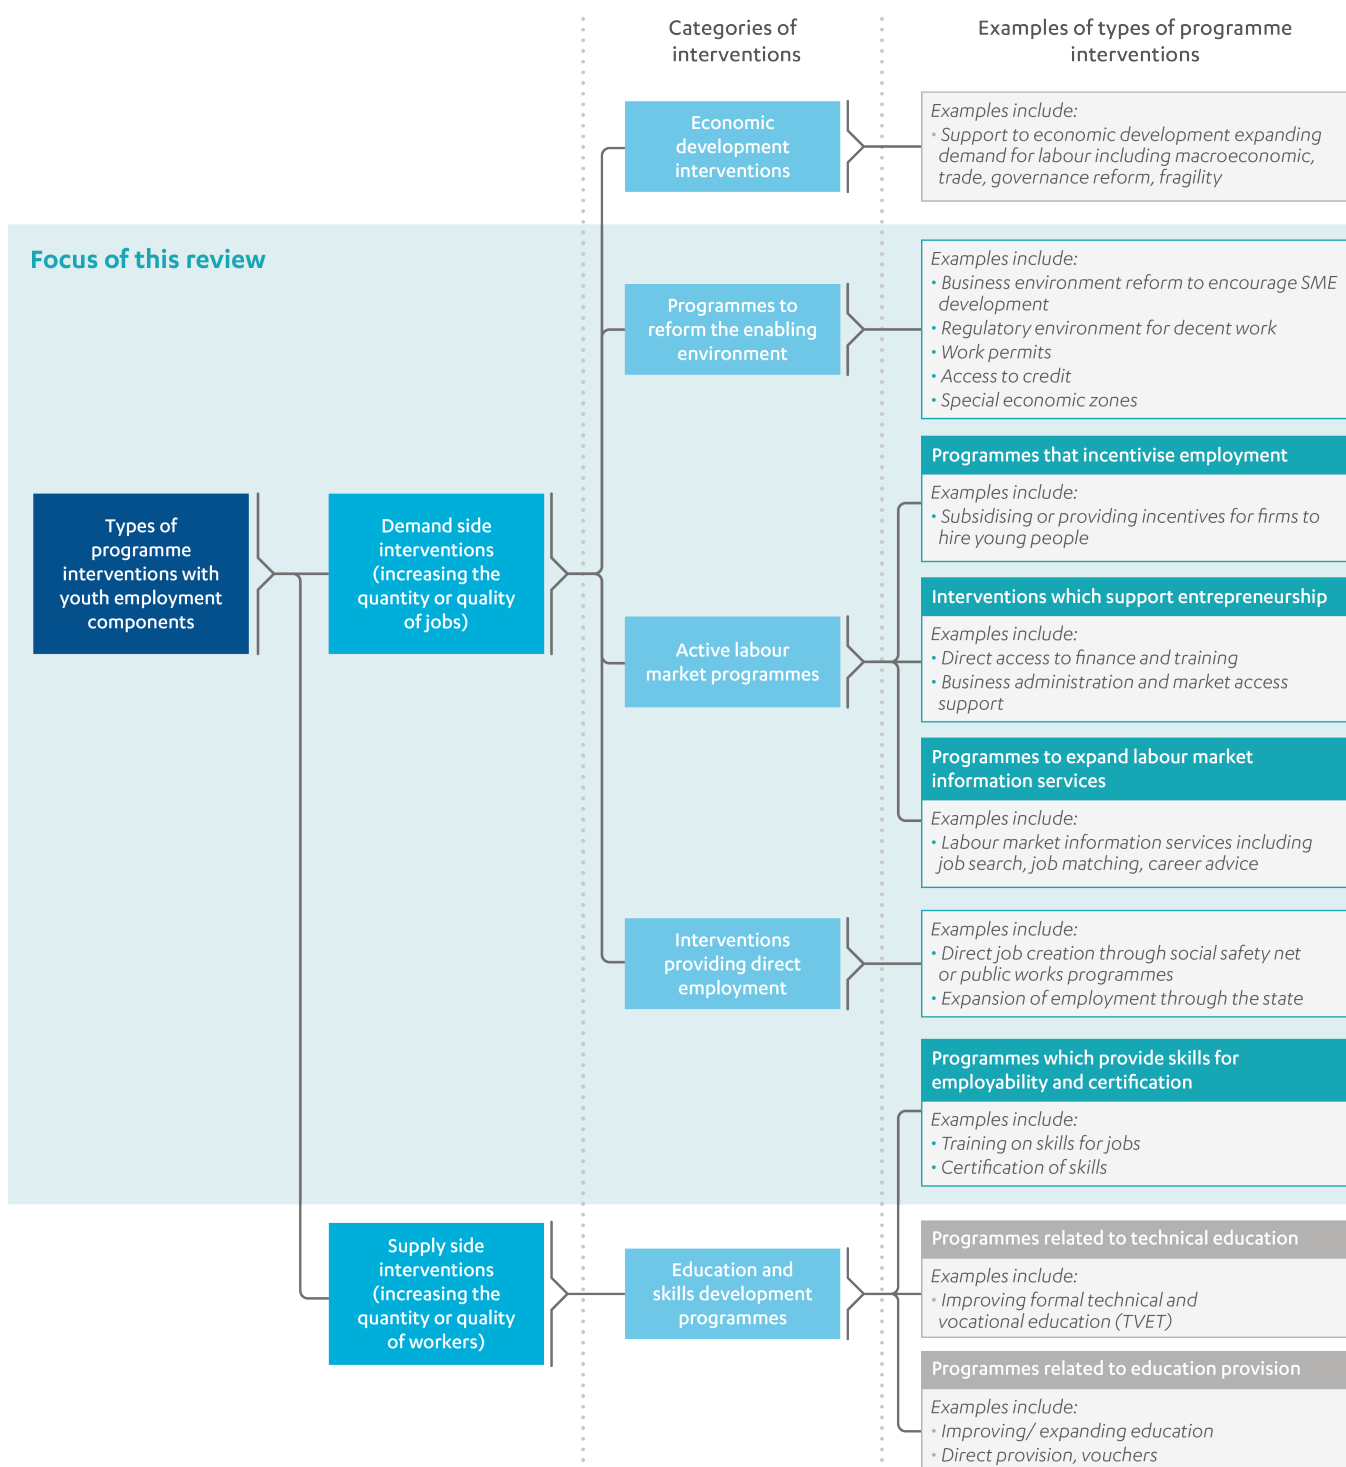 Categories of
interventions
Examples of types of programme
interventions
Economic
development
interventions
Examples include:
• Support to economic development expanding
demand for labour including macroeconomic,
trade, governance reform, fragility
Focus of this review
Programmes to
reform the enabling
environment
Examples include:
• Business environment reform to encourage SME
development
• Regulatory environment for decent work
• Work permits
• Access to credit
• Special economic zones
Types of
programme
interventions with
youth employment
components
Demand side
interventions
(increasing the
quantity or quality
of jobs)
Active labour
market programmes
Programmes that incentivise employment
Examples include:
• Subsidising or providing incentives for firms to
hire young people
Interventions which support entrepreneurship
Examples include:
• Direct access to finance and training
• Business administration and market access
support
Programmes to expand labour market
information services
Examples include:
• Labour market information services including
job search, job matching, career advice
Interventions
providing direct
employment
Examples include:
• Direct job creation through social safety net
or public works programmes
• Expansion of employment through the state
Supply side
interventions
(increasing the
quantity or quality
of workers)
Education and
skills development
programmes
Programmes which provide skills for
employability and certification
Examples include:
• Training on skills for jobs
• Certification of skills
Programmes related to technical education
Examples include:
• Improving formal technical and
vocational education (TVET)
Programmes related to education provision
Examples include:
• Improving/ expanding education
• Direct provision, vouchers